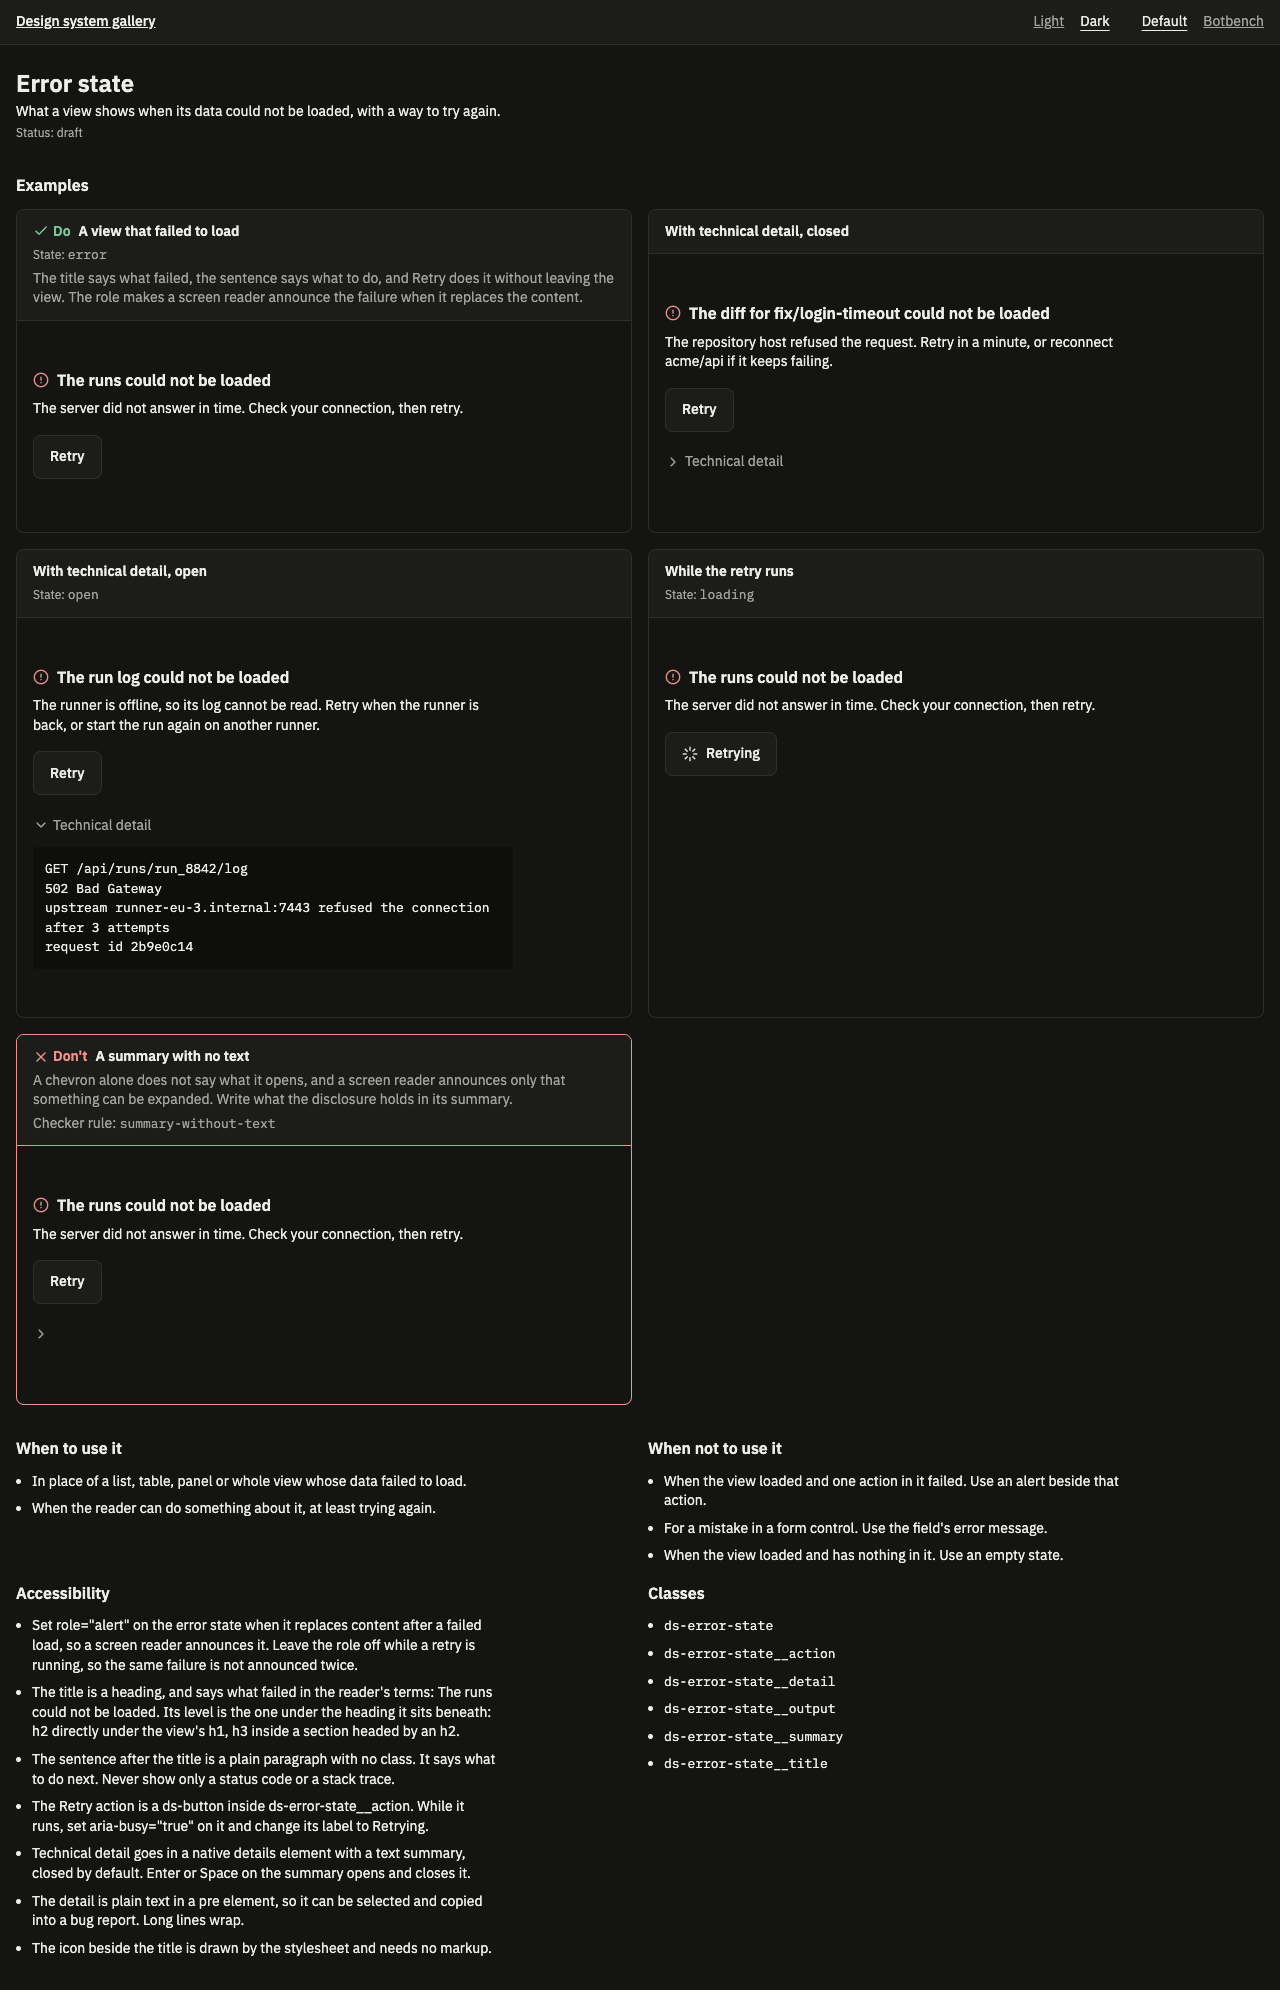 Design system gallery
Light Dark Default Botbench
Error state
What a view shows when its data could not be loaded, with a way to try again.
Status: draft
Examples
Do A view that failed to load
State: error
The title says what failed, the sentence says what to do, and Retry does it without leaving the
view. The role makes a screen reader announce the failure when it replaces the content.
The runs could not be loaded
The server did not answer in time. Check your connection, then retry.
Retry
With technical detail, closed
The diff for fix/login-timeout could not be loaded
The repository host refused the request. Retry in a minute, or reconnect
acme/api if it keeps failing.
Retry
Technical detail
With technical detail, open
State: open
The run log could not be loaded
The runner is offline, so its log cannot be read. Retry when the runner is
back, or start the run again on another runner.
Retry
Technical detail
GET /api/runs/run_8842/log
502 Bad Gateway
upstream runner-eu-3.internal:7443 refused the connection
after 3 attempts
request id 2b9e0c14
While the retry runs
State: loading
The runs could not be loaded
The server did not answer in time. Check your connection, then retry.
Retrying
Don't A summary with no text
A chevron alone does not say what it opens, and a screen reader announces only that
something can be expanded. Write what the disclosure holds in its summary.
Checker rule: summary-without-text
The runs could not be loaded
The server did not answer in time. Check your connection, then retry.
Retry
When to use it
• In place of a list, table, panel or whole view whose data failed to load.
• When the reader can do something about it, at least trying again.
When not to use it
• When the view loaded and one action in it failed. Use an alert beside that
action.
• For a mistake in a form control. Use the field's error message.
• When the view loaded and has nothing in it. Use an empty state.
Accessibility
• Set role="alert" on the error state when it replaces content after a failed
load, so a screen reader announces it. Leave the role off while a retry is
running, so the same failure is not announced twice.
• The title is a heading, and says what failed in the reader's terms: The runs
could not be loaded. Its level is the one under the heading it sits beneath:
h2 directly under the view's h1, h3 inside a section headed by an h2.
• The sentence after the title is a plain paragraph with no class. It says what
to do next. Never show only a status code or a stack trace.
• The Retry action is a ds-button inside ds-error-state__action. While it
runs, set aria-busy="true" on it and change its label to Retrying.
• Technical detail goes in a native details element with a text summary,
closed by default. Enter or Space on the summary opens and closes it.
• The detail is plain text in a pre element, so it can be selected and copied
into a bug report. Long lines wrap.
• The icon beside the title is drawn by the stylesheet and needs no markup.
Classes
• ds-error-state
• ds-error-state__action
• ds-error-state__detail
• ds-error-state__output
• ds-error-state__summary
• ds-error-state__title